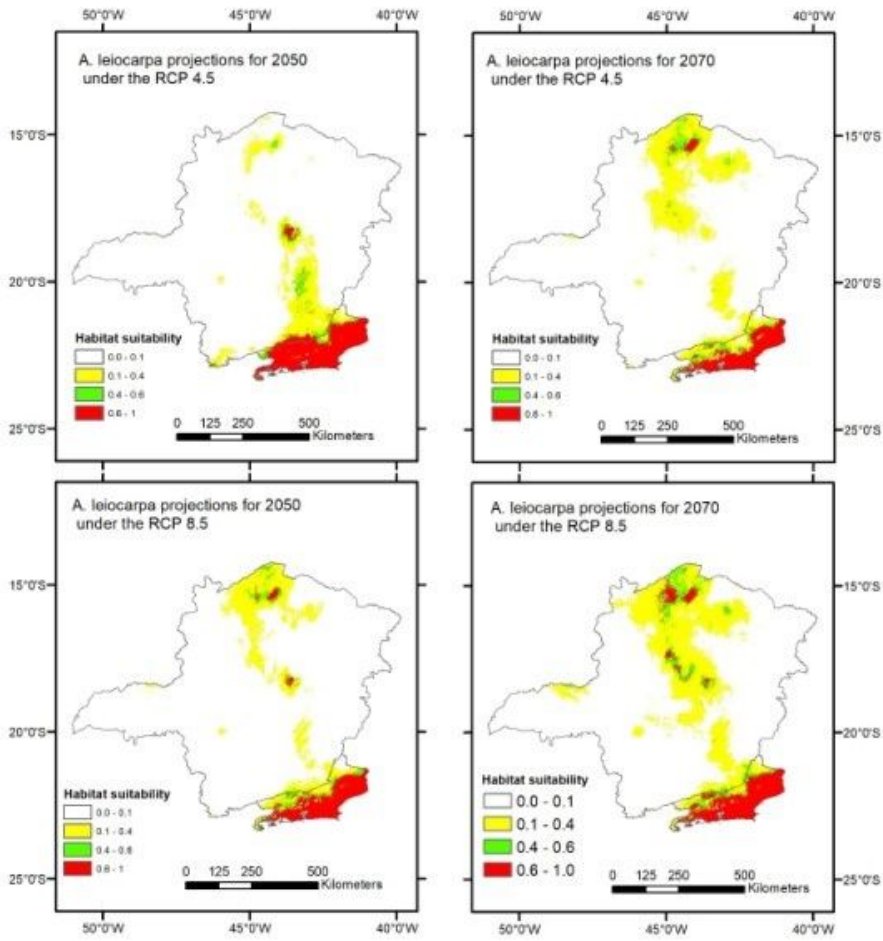 50°0'W 45°0'W 40°0'W
50°0'W 45°0'W 40°0'W
A. leiocarpa projections for 2050
under the RCP 4.5
15°0'S
20°0'S
25°0'S
Habitat suitability
0.0 - 0.1
0.1 - 0.4
0.4 - 0.6
0.6 - 1
0 125 250 500
Kilometers
A. leiocarpa projections for 2070
under the RCP 4.5
15°0'S
20°0'S
25°0'S
Habitat suitability
0.0 - 0.1
0.1 - 0.4
0.4 - 0.6
0.6 - 1
0 125 250 500
Kilometers
A. leiocarpa projections for 2050
under the RCP 8.5
15°0'S
20°0'S
25°0'S
Habitat suitability
0.0 - 0.1
0.1 - 0.4
0.4 - 0.6
0.6 - 1
0 125 250 500
Kilometers
A. leiocarpa projections for 2070
under the RCP 8.5
15°0'S
20°0'S
25°0'S
Habitat suitability
0.0 - 0.1
0.1 - 0.4
0.4 - 0.6
0.6 - 1.0
0 125 250 500
Kilometers
50°0'W 45°0'W 40°0'W
50°0'W 45°0'W 40°0'W